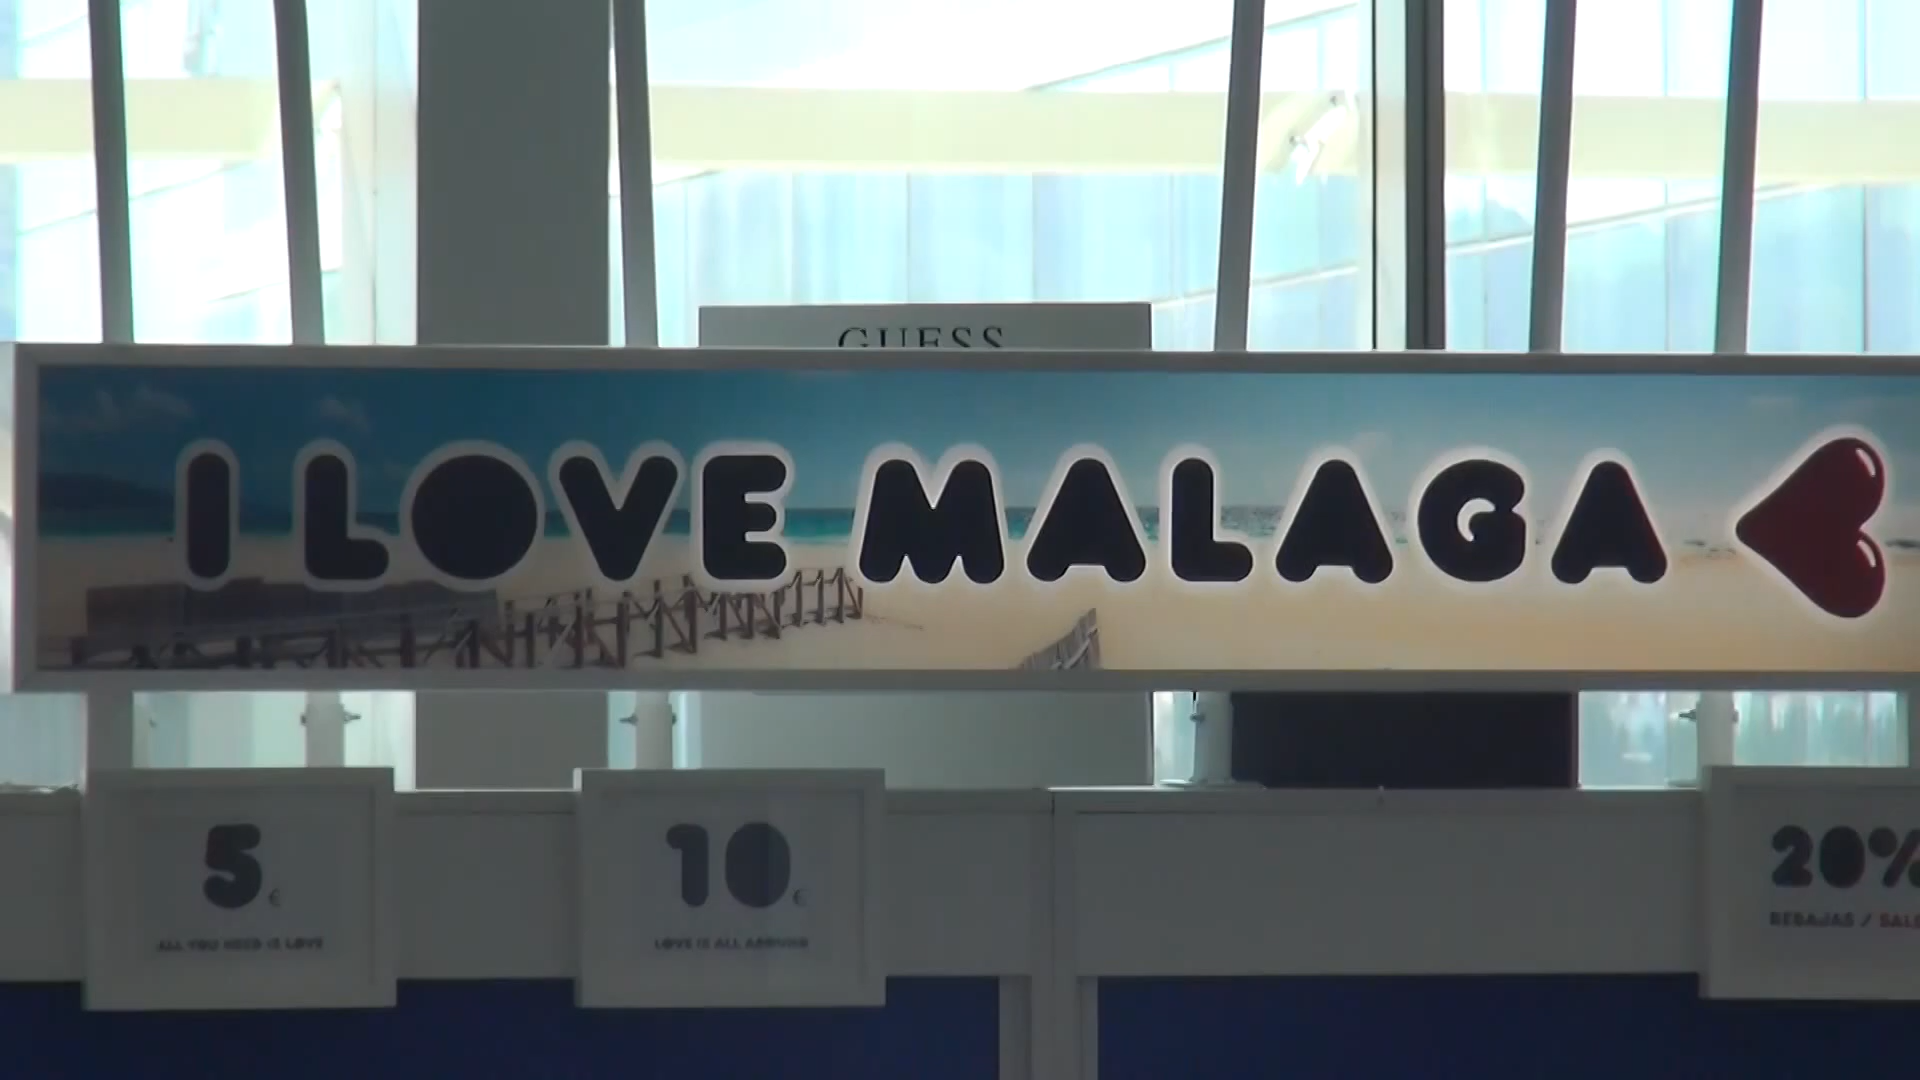 GUESS
I LOVE MALAGA
5€
ALL YOU NEED IS LOVE
10€
LOVE IS ALL AROUND
20%
REBAJAS / SALE